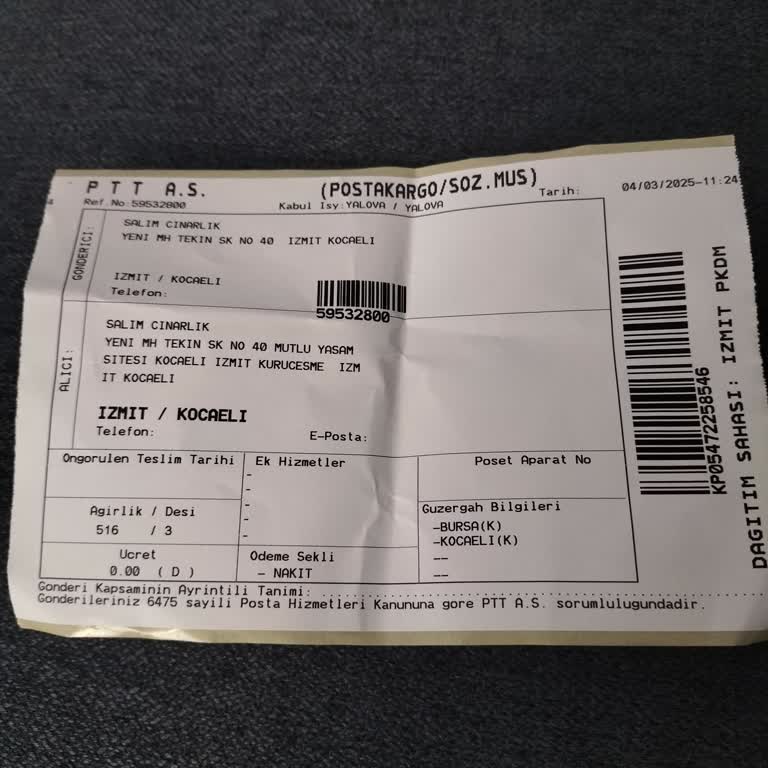 PTT A.S. (POSTAKARGO/SOZ.MUS) Tarih: 04/03/2025-11:24
Ref.No:59532800 Kabul Isy:YALOVA / YALOVA
GONDERICI:
SALIM CINARLIK
YENI MH TEKIN SK NO 40 IZMIT KOCAELI
IZMIT / KOCAELI
Telefon:
59532800
ALICI:
SALIM CINARLIK
YENI MH TEKIN SK NO 40 MUTLU YASAM
SITESI KOCAELI IZMIT KURUCESME IZM
IT KOCAELI
IZMIT / KOCAELI
Telefon: E-Posta:
Ongorulen Teslim Tarihi
Ek Hizmetler
-
-
-
-
-
Poset Aparat No
Agirlik / Desi
516 / 3
Guzergah Bilgileri
-BURSA(K)
-KOCAELI(K)
--
--
Ucret
0.00 ( D )
Odeme Sekli
- NAKIT
Gonderi Kapsaminin Ayrintili Tanimi:
Gonderileriniz 6475 sayili Posta Hizmetleri Kanununa gore PTT A.S. sorumlulugundadir.
KP05472258546
DAGITIM SAHASI: IZMIT PKDM